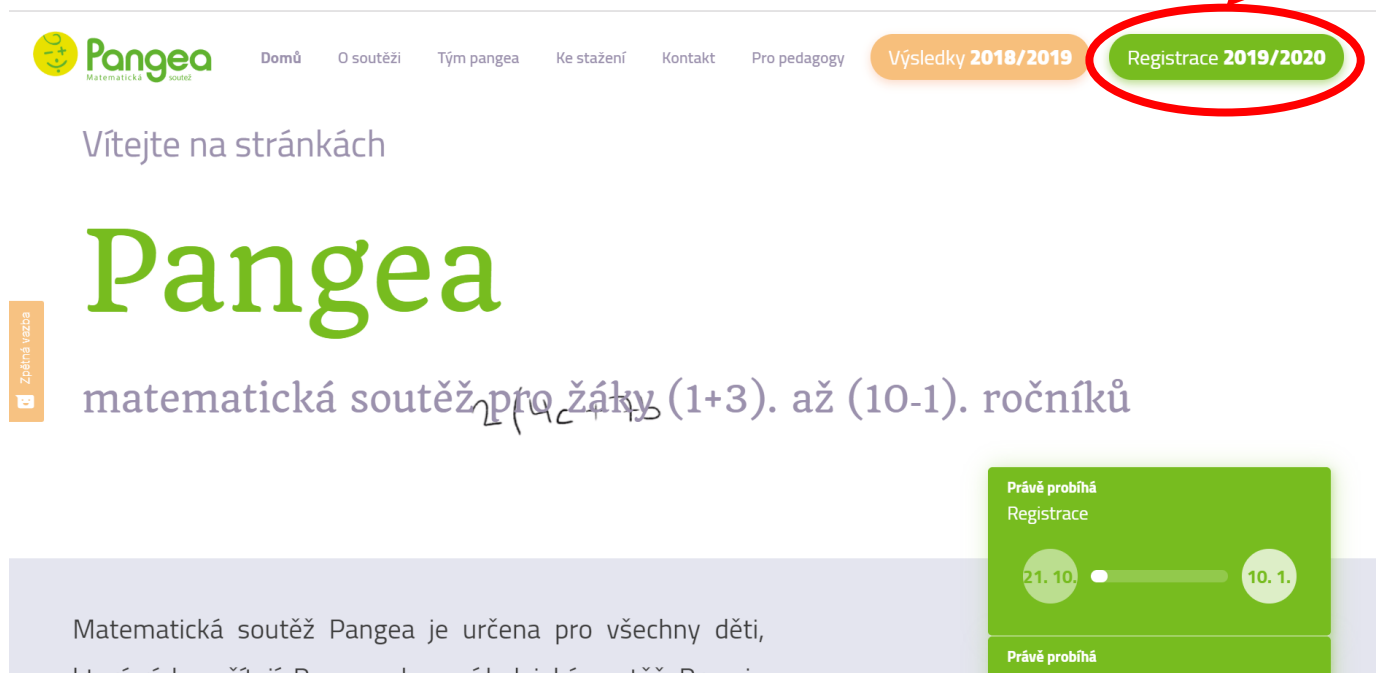 Pangea
Matematická soutěž
Domů
O soutěži
Tým pangea
Ke stažení
Kontakt
Pro pedagogy
Výsledky 2018/2019
Registrace 2019/2020
Vítejte na stránkách
Pangea
Zpětná vazba
matematická soutěž pro žáky (1+3). až (10-1). ročníků
Právě probíhá
Registrace
21. 10.
10. 1.
Matematická soutěž Pangea je určena pro všechny děti,
Právě probíhá